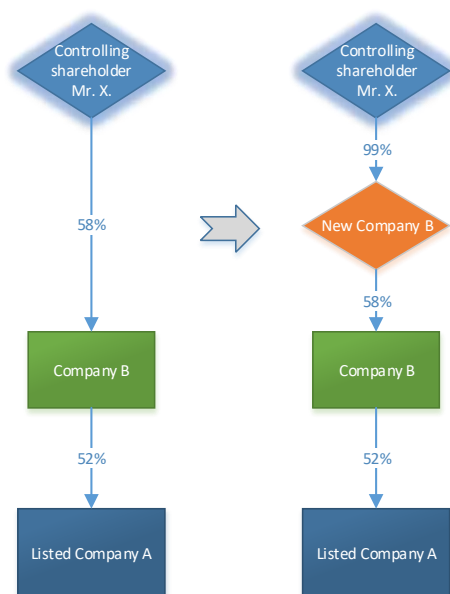 Controlling
shareholder
Mr. X.
58%
Company B
52%
Listed Company A
Controlling
shareholder
Mr. X.
99%
New Company B
58%
Company B
52%
Listed Company A